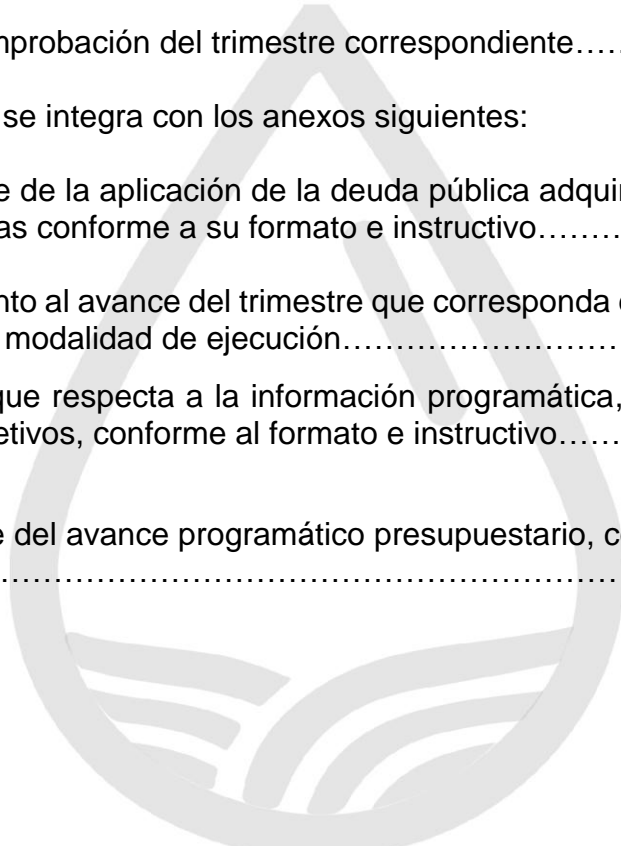 mprobación del trimestre correspondiente…..
se integra con los anexos siguientes:
e de la aplicación de la deuda pública adqui
as conforme a su formato e instructivo………
nto al avance del trimestre que corresponda
modalidad de ejecución………………………
que respecta a la información programática,
etivos, conforme al formato e instructivo……
e del avance programático presupuestario, c
……………………………………………………